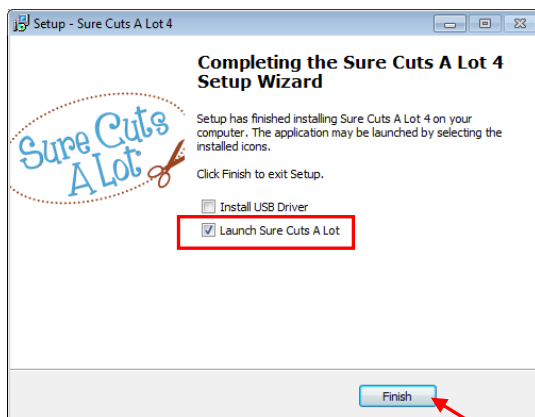 Setup - Sure Cuts A Lot 4
Completing the Sure Cuts A Lot 4
Setup Wizard
Setup has finished installing Sure Cuts A Lot 4 on your
computer. The application may be launched by selecting the
installed icons.
Click Finish to exit Setup.
Sure Cuts
A Lot
Install USB Driver
Launch Sure Cuts A Lot
Finish